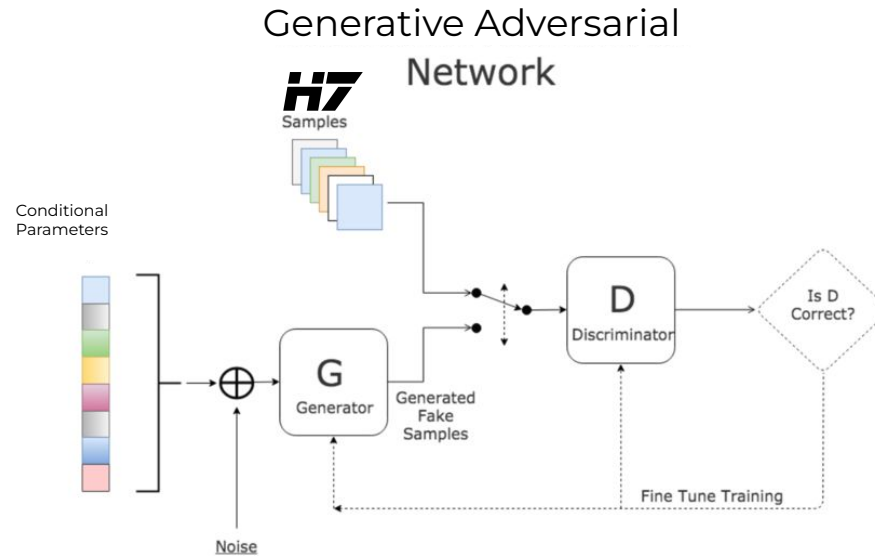 Generative Adversarial
Network
H7
Samples
Conditional
Parameters
D
Discriminator
Is D
Correct?
G
Generator
Generated
Fake
Samples
Fine Tune Training
Noise